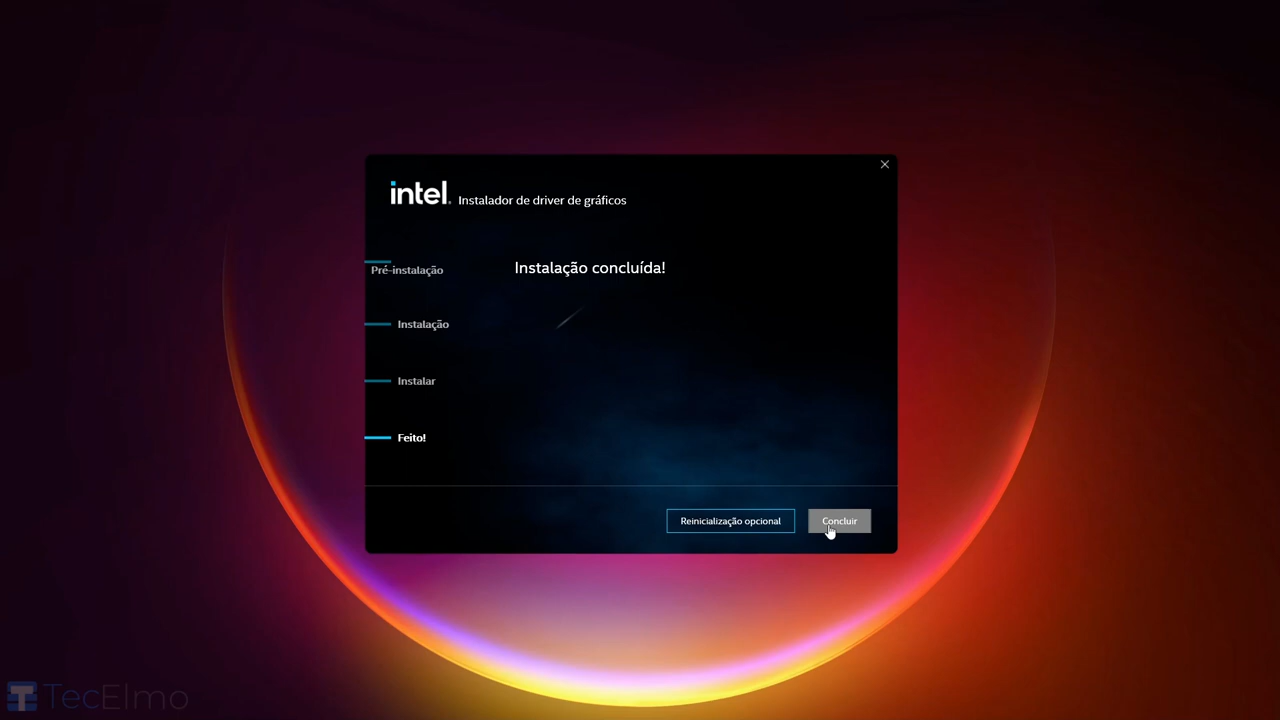 intel. Instalador de driver de gráficos
Pré-instalação
Instalação concluída!
Instalação
Instalar
Feito!
Reinicialização opcional
Concluir
TecElmo